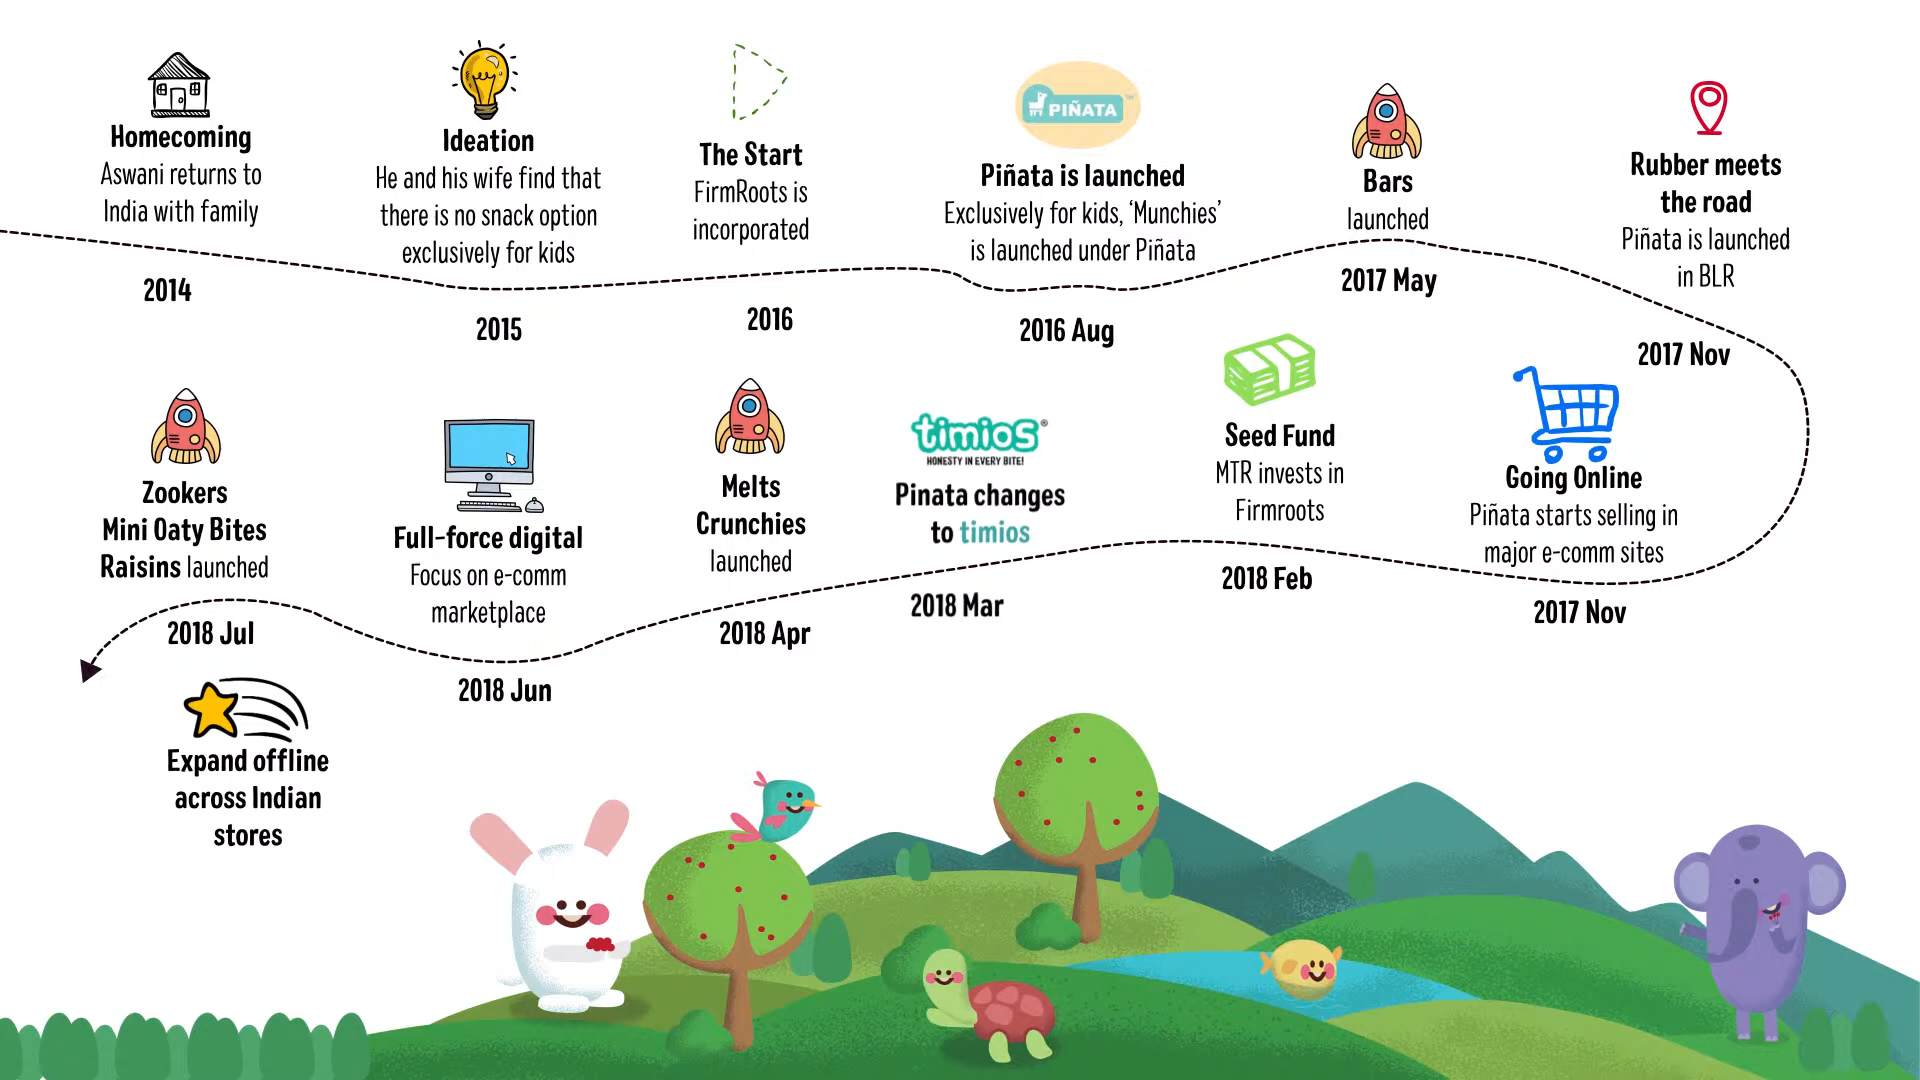 Homecoming
Aswani returns to
India with family
2014
Ideation
He and his wife find that
there is no snack option
exclusively for kids
2015
The Start
FirmRoots is
incorporated
2016
PIÑATA™
Piñata is launched
Exclusively for kids, ‘Munchies’
is launched under Piñata
2016 Aug
Bars
launched
2017 May
Rubber meets
the road
Piñata is launched
in BLR
2017 Nov
Going Online
Piñata starts selling in
major e-comm sites
2017 Nov
Seed Fund
MTR invests in
Firmroots
2018 Feb
timios®
HONESTY IN EVERY BITE!
Pinata changes
to timios
2018 Mar
Melts
Crunchies
launched
2018 Apr
Full-force digital
Focus on e-comm
marketplace
2018 Jun
Zookers
Mini Oaty Bites
Raisins launched
2018 Jul
Expand offline
across Indian
stores